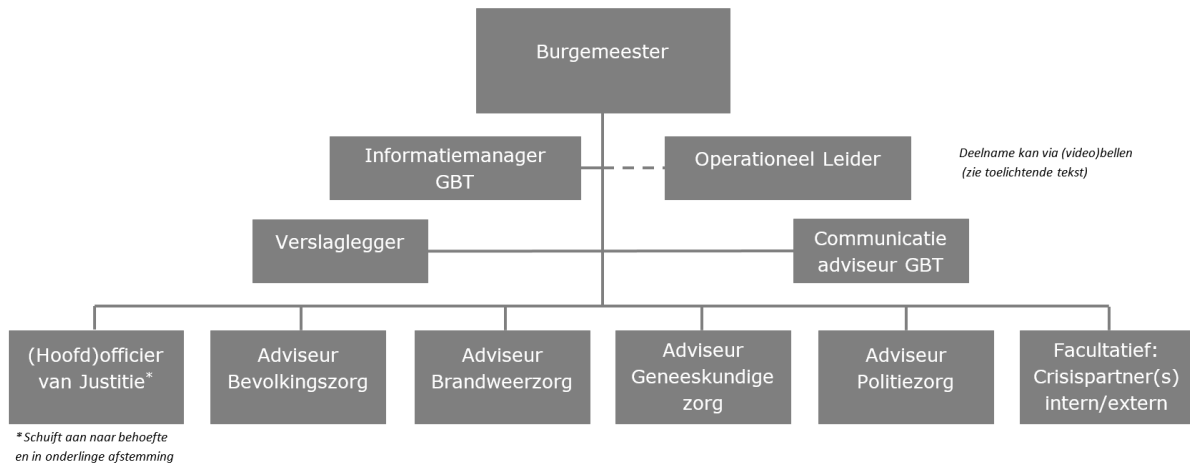 Burgemeester
Informatiemanager
GBT
Operationeel Leider
Deelname kan via (video)bellen
(zie toelichtende tekst)
Verslaglegger
Communicatie
adviseur GBT
(Hoofd)officier
van Justitie*
Adviseur
Bevolkingszorg
Adviseur
Brandweerzorg
Adviseur
Geneeskundige
zorg
Adviseur
Politiezorg
Facultatief:
Crisispartner(s)
intern/extern
* Schuift aan naar behoefte
en in onderlinge afstemming